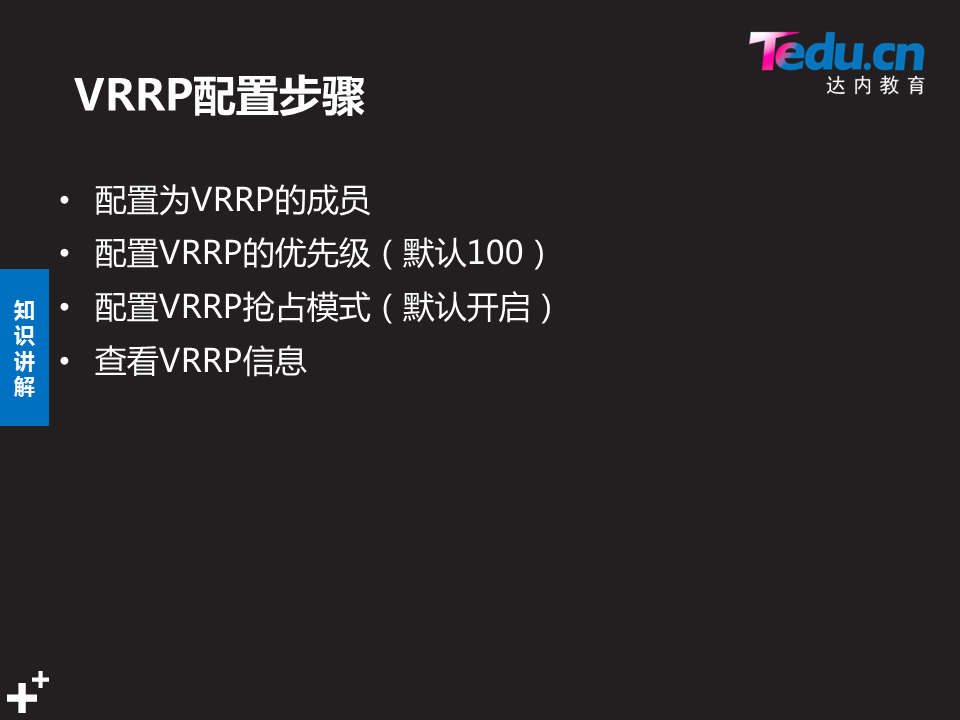 Tedu.cn
达内教育
VRRP配置步骤
• 配置为VRRP的成员
• 配置VRRP的优先级（默认100）
• 配置VRRP抢占模式（默认开启）
• 查看VRRP信息
知
识
讲
解